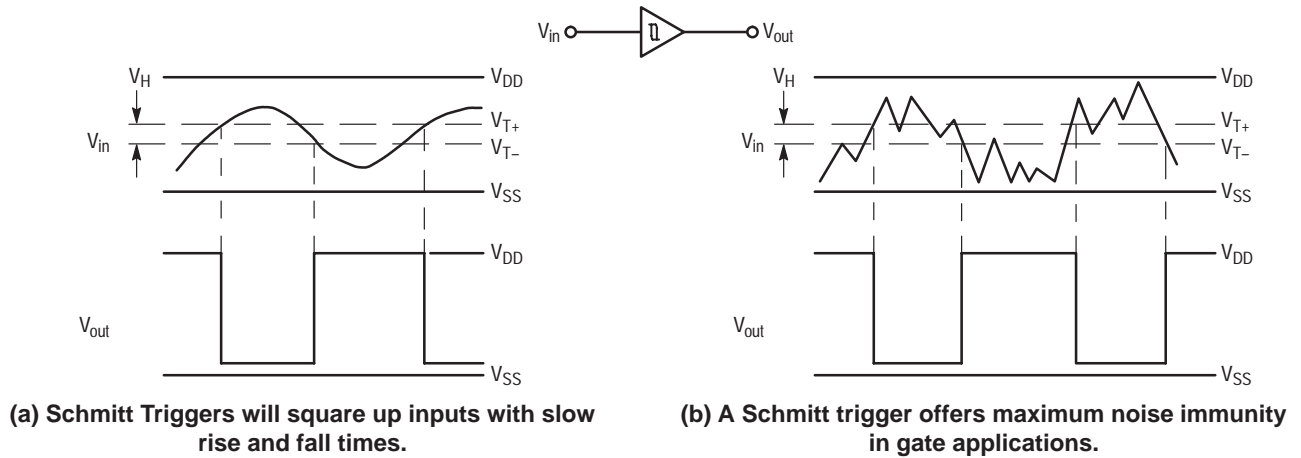 Vin Vout
VH
VDD
VT+
Vin
VT–
VSS
VDD
Vout
VSS
(a) Schmitt Triggers will square up inputs with slow
rise and fall times.
VH
VDD
VT+
Vin
VT–
VSS
VDD
Vout
VSS
(b) A Schmitt trigger offers maximum noise immunity
in gate applications.